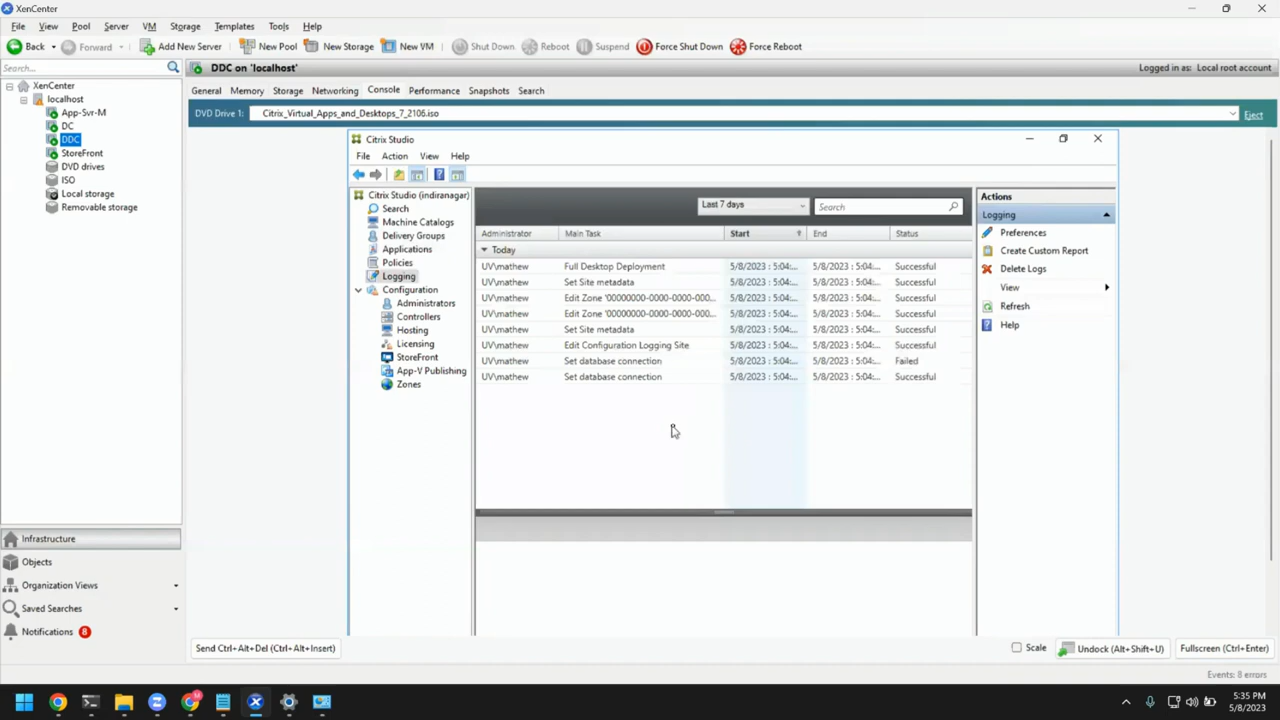 XenCenter
File View Pool Server VM Storage Templates Tools Help
Back Forward Add New Server New Pool New Storage New VM Shut Down Reboot Suspend Force Shut Down Force Reboot
Search...
DDC on 'localhost'
Logged in as: Local root account
XenCenter
localhost
App-Svr-M
DC
DDC
StoreFront
DVD drives
ISO
Local storage
Removable storage
General Memory Storage Networking Console Performance Snapshots Search
DVD Drive 1: Citrix_Virtual_Apps_and_Desktops_7_2106.iso Eject
Citrix Studio
File Action View Help
Citrix Studio (indiranagar)
Search
Machine Catalogs
Delivery Groups
Applications
Policies
Logging
Configuration
Administrators
Controllers
Hosting
Licensing
StoreFront
App-V Publishing
Zones
Last 7 days Search
Administrator Main Task Start End Status
Today
UV\mathew Full Desktop Deployment 5/8/2023 : 5:04:... 5/8/2023 : 5:04:... Successful
UV\mathew Set Site metadata 5/8/2023 : 5:04:... 5/8/2023 : 5:04:... Successful
UV\mathew Edit Zone '00000000-0000-0000-000... 5/8/2023 : 5:04:... 5/8/2023 : 5:04:... Successful
UV\mathew Edit Zone '00000000-0000-0000-000... 5/8/2023 : 5:04:... 5/8/2023 : 5:04:... Successful
UV\mathew Set Site metadata 5/8/2023 : 5:04:... 5/8/2023 : 5:04:... Successful
UV\mathew Edit Configuration Logging Site 5/8/2023 : 5:04:... 5/8/2023 : 5:04:... Successful
UV\mathew Set database connection 5/8/2023 : 5:04:... 5/8/2023 : 5:04:... Failed
UV\mathew Set database connection 5/8/2023 : 5:04:... 5/8/2023 : 5:04:... Successful
Actions
Logging
Preferences
Create Custom Report
Delete Logs
View
Refresh
Help
Infrastructure
Objects
Organization Views
Saved Searches
Notifications 8
Send Ctrl+Alt+Del (Ctrl+Alt+Insert)
Scale Undock (Alt+Shift+U) Fullscreen (Ctrl+Enter)
Events: 8 errors
5:35 PM
5/8/2023